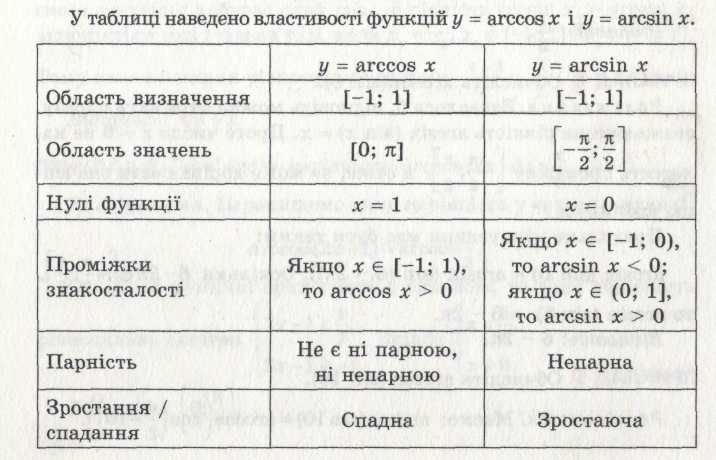 У таблиці наведено властивості функцій y = arccos x і y = arcsin x.
y = arccos x y = arcsin x
Область визначення [−1; 1] [−1; 1]
Область значень [0; π] [−π/2; π/2]
Нулі функції x = 1 x = 0
Проміжки знакосталості
Якщо x ∈ [−1; 1),
то arccos x > 0
Якщо x ∈ [−1; 0),
то arcsin x < 0;
якщо x ∈ (0; 1],
то arcsin x > 0
Парність
Не є ні парною,
ні непарною
Непарна
Зростання /
спадання
Спадна Зростаюча